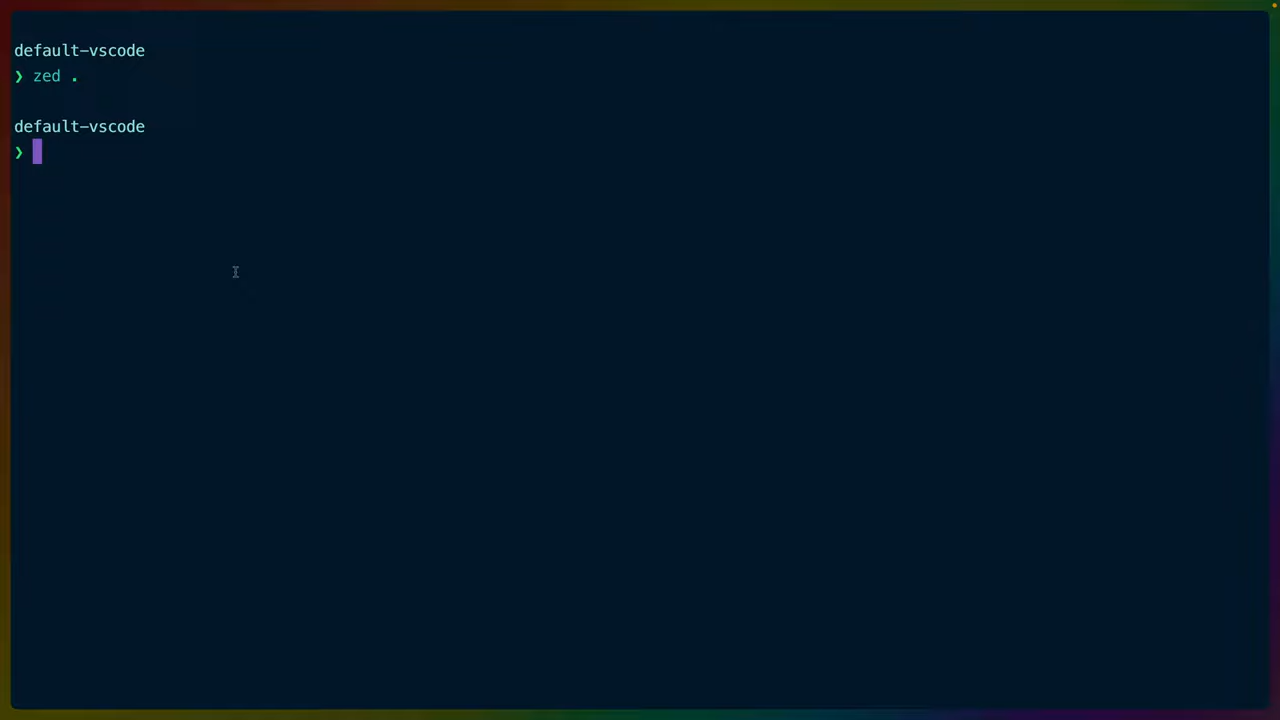 default-vscode
❯ zed .
default-vscode
❯